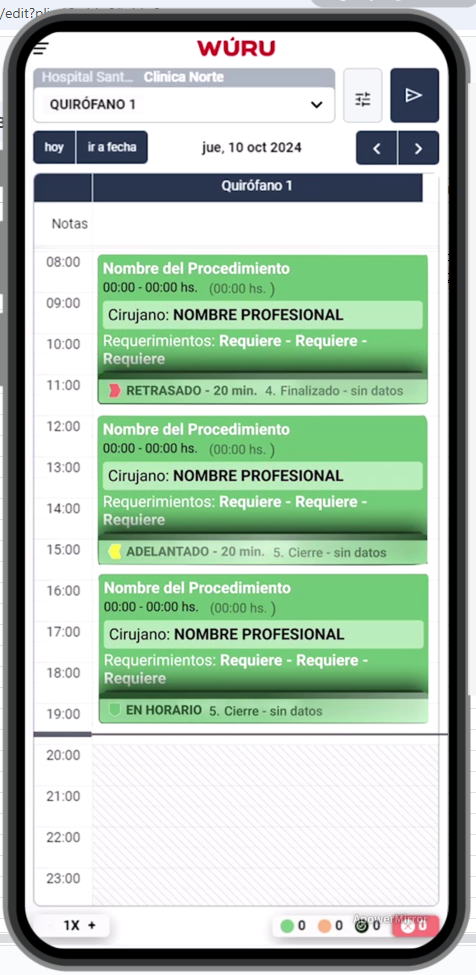 WÚRU
Hospital Sant... Clinica Norte
QUIRÓFANO 1
hoy ir a fecha jue, 10 oct 2024
Quirófano 1
Notas
08:00
Nombre del Procedimiento
00:00 - 00:00 hs. (00:00 hs. )
09:00
Cirujano: NOMBRE PROFESIONAL
10:00
Requerimientos: Requiere - Requiere -
Requiere
11:00
RETRASADO - 20 min. 4. Finalizado - sin datos
12:00
Nombre del Procedimiento
00:00 - 00:00 hs. (00:00 hs. )
13:00
Cirujano: NOMBRE PROFESIONAL
14:00
Requerimientos: Requiere - Requiere -
Requiere
15:00
ADELANTADO - 20 min. 5. Cierre - sin datos
16:00
Nombre del Procedimiento
00:00 - 00:00 hs. (00:00 hs. )
17:00
Cirujano: NOMBRE PROFESIONAL
18:00
Requerimientos: Requiere - Requiere -
Requiere
19:00
EN HORARIO 5. Cierre - sin datos
20:00
21:00
22:00
23:00
- 1X + 0 0 0 0
ApowerMirror